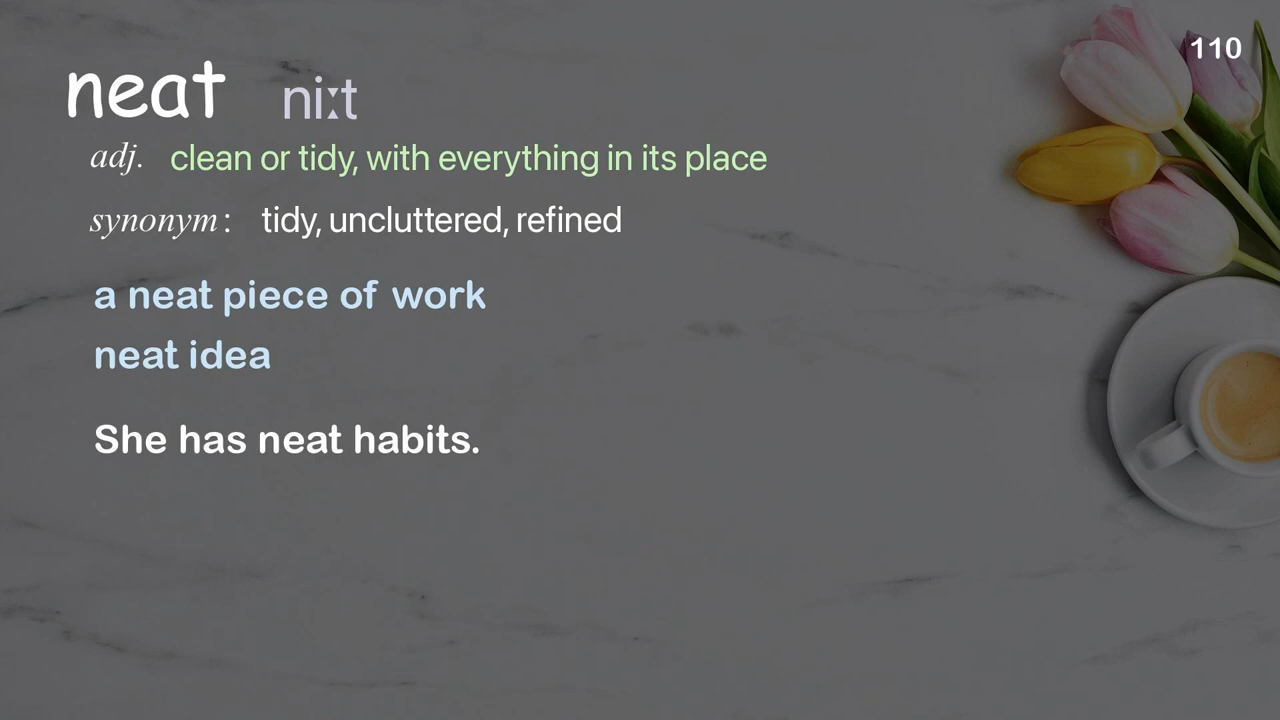 110
neat niːt
adj. clean or tidy, with everything in its place
synonym: tidy, uncluttered, refined
a neat piece of work
neat idea
She has neat habits.